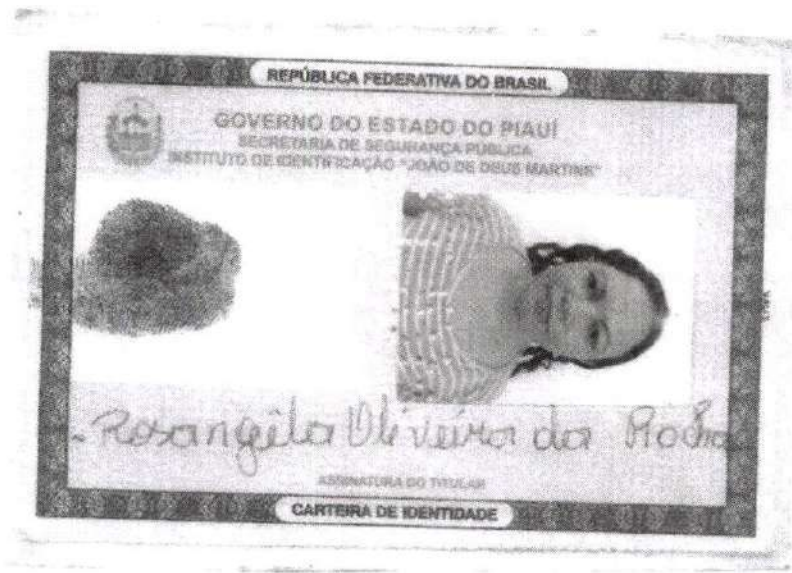 REPÚBLICA FEDERATIVA DO BRASIL
GOVERNO DO ESTADO DO PIAUÍ
SECRETARIA DE SEGURANÇA PÚBLICA
INSTITUTO DE IDENTIFICAÇÃO "JOÃO DE DEUS MARTINS"
Rosangela Oliveira da Rocha
ASSINATURA DO TITULAR
CARTEIRA DE IDENTIDADE